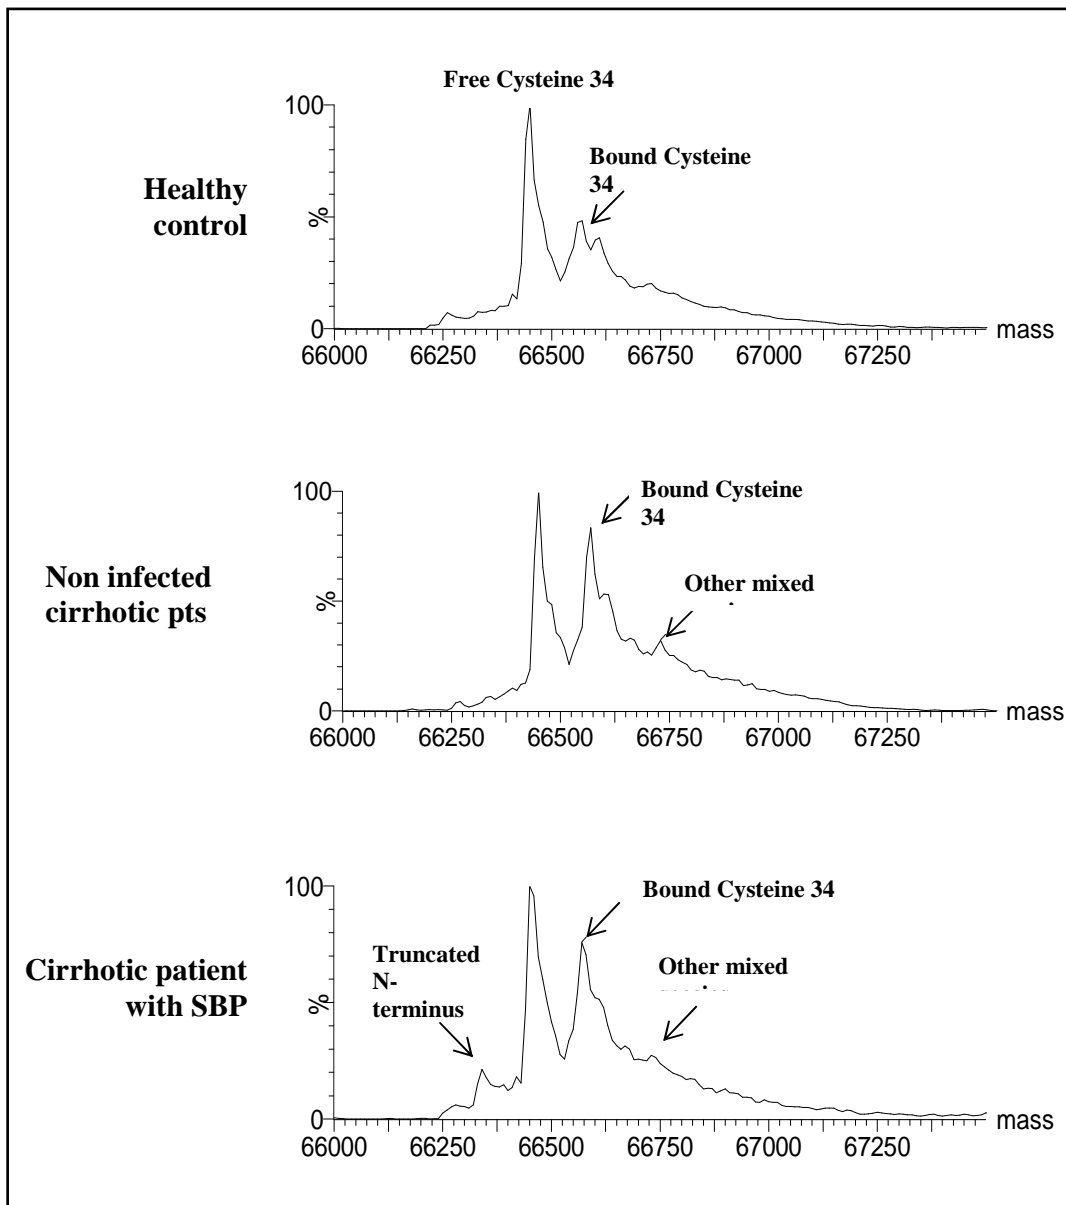 Free Cysteine 34
100
Bound Cysteine
34
Healthy
control
%
0
mass
66000 66250 66500 66750 67000 67250
100
Bound Cysteine
34
Non infected
cirrhotic pts
Other mixed
%
0
mass
66000 66250 66500 66750 67000 67250
100
Bound Cysteine 34
Truncated
N-
terminus
Other mixed
Cirrhotic patient
with SBP
%
0
mass
66000 66250 66500 66750 67000 67250